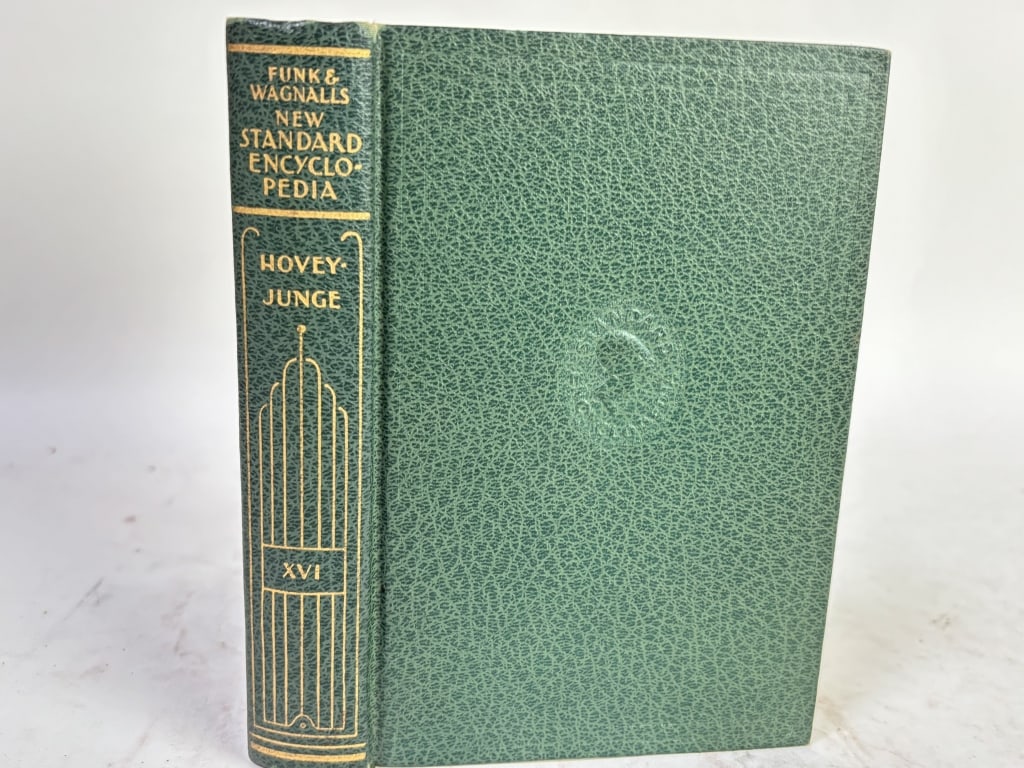 FUNK &
WAGNALLS
NEW
STANDARD
ENCYCLO-
PEDIA
HOVEY-
JUNGE
XVI